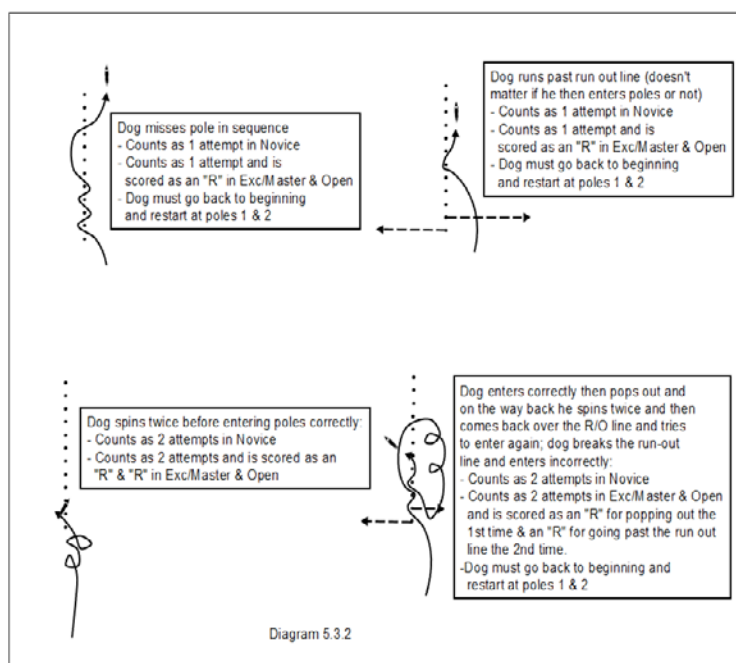 Dog misses pole in sequence
- Counts as 1 attempt in Novice
- Counts as 1 attempt and is
scored as an "R" in Exc/Master & Open
- Dog must go back to beginning
and restart at poles 1 & 2
Dog runs past run out line (doesn't
matter if he then enters poles or not)
- Counts as 1 attempt in Novice
- Counts as 1 attempt and is
scored as an "R" in Exc/Master & Open
- Dog must go back to beginning
and restart at poles 1 & 2
Dog spins twice before entering poles correctly:
- Counts as 2 attempts in Novice
- Counts as 2 attempts and is scored as an
"R" & "R" in Exc/Master & Open
Dog enters correctly then pops out and
on the way back he spins twice and then
comes back over the R/O line and tries
to enter again; dog breaks the run-out
line and enters incorrectly:
- Counts as 2 attempts in Novice
- Counts as 2 attempts in Exc/Master & Open
and is scored as an "R" for popping out the
1st time & an "R" for going past the run out
line the 2nd time.
-Dog must go back to beginning and
restart at poles 1 & 2
Diagram 5.3.2